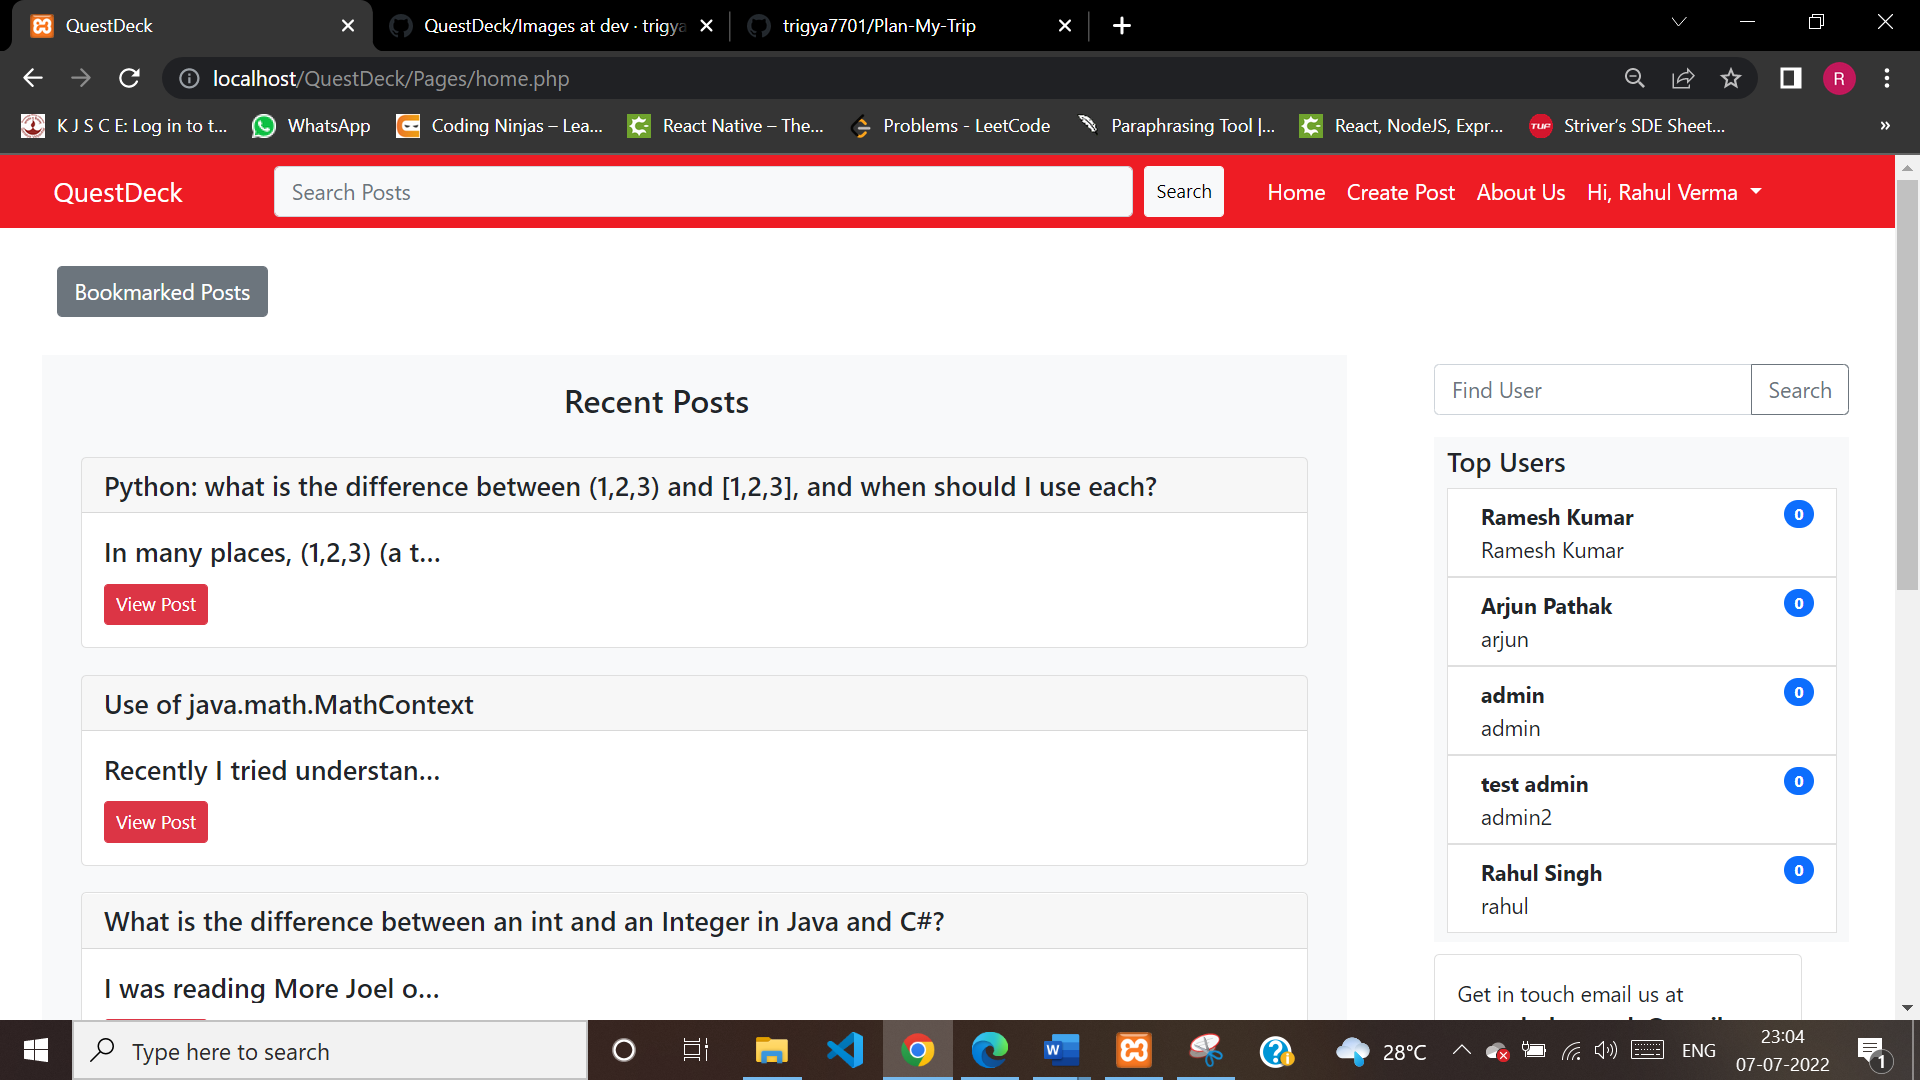 QuestDeck
QuestDeck/Images at dev · trigya
trigya7701/Plan-My-Trip
localhost/QuestDeck/Pages/home.php
R
K J S C E: Log in to t...
WhatsApp
Coding Ninjas – Lea...
React Native – The...
Problems - LeetCode
Paraphrasing Tool |...
React, NodeJS, Expr...
TUF
Striver's SDE Sheet...
»
QuestDeck
Search Posts
Search
Home
Create Post
About Us
Hi, Rahul Verma
Bookmarked Posts
Recent Posts
Python: what is the difference between (1,2,3) and [1,2,3], and when should I use each?
In many places, (1,2,3) (a t...
View Post
Use of java.math.MathContext
Recently I tried understan...
View Post
What is the difference between an int and an Integer in Java and C#?
I was reading More Joel o...
Find User
Search
Top Users
Ramesh Kumar
0
Ramesh Kumar
Arjun Pathak
0
arjun
admin
0
admin
test admin
0
admin2
Rahul Singh
0
rahul
Get in touch email us at
Type here to search
28°C
ENG
23:04
07-07-2022
1